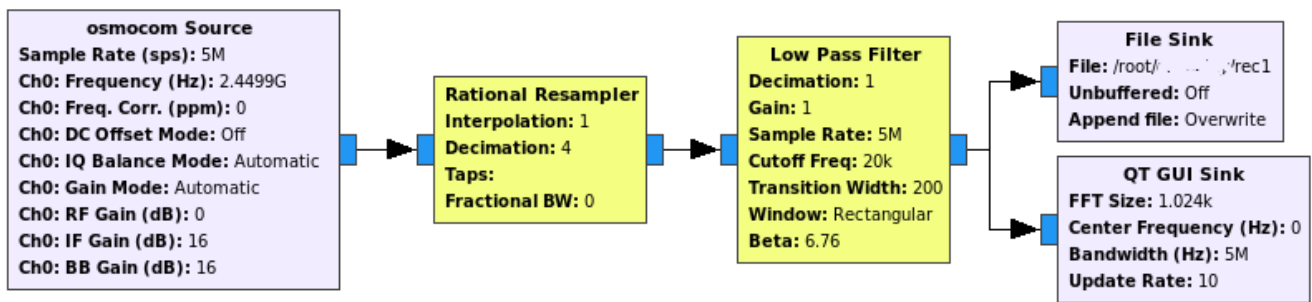 osmocom Source
Sample Rate (sps): 5M
Ch0: Frequency (Hz): 2.4499G
Ch0: Freq. Corr. (ppm): 0
Ch0: DC Offset Mode: Off
Ch0: IQ Balance Mode: Automatic
Ch0: Gain Mode: Automatic
Ch0: RF Gain (dB): 0
Ch0: IF Gain (dB): 16
Ch0: BB Gain (dB): 16
Rational Resampler
Interpolation: 1
Decimation: 4
Taps:
Fractional BW: 0
Low Pass Filter
Decimation: 1
Gain: 1
Sample Rate: 5M
Cutoff Freq: 20k
Transition Width: 200
Window: Rectangular
Beta: 6.76
File Sink
File: /root/ /rec1
Unbuffered: Off
Append file: Overwrite
QT GUI Sink
FFT Size: 1.024k
Center Frequency (Hz): 0
Bandwidth (Hz): 5M
Update Rate: 10